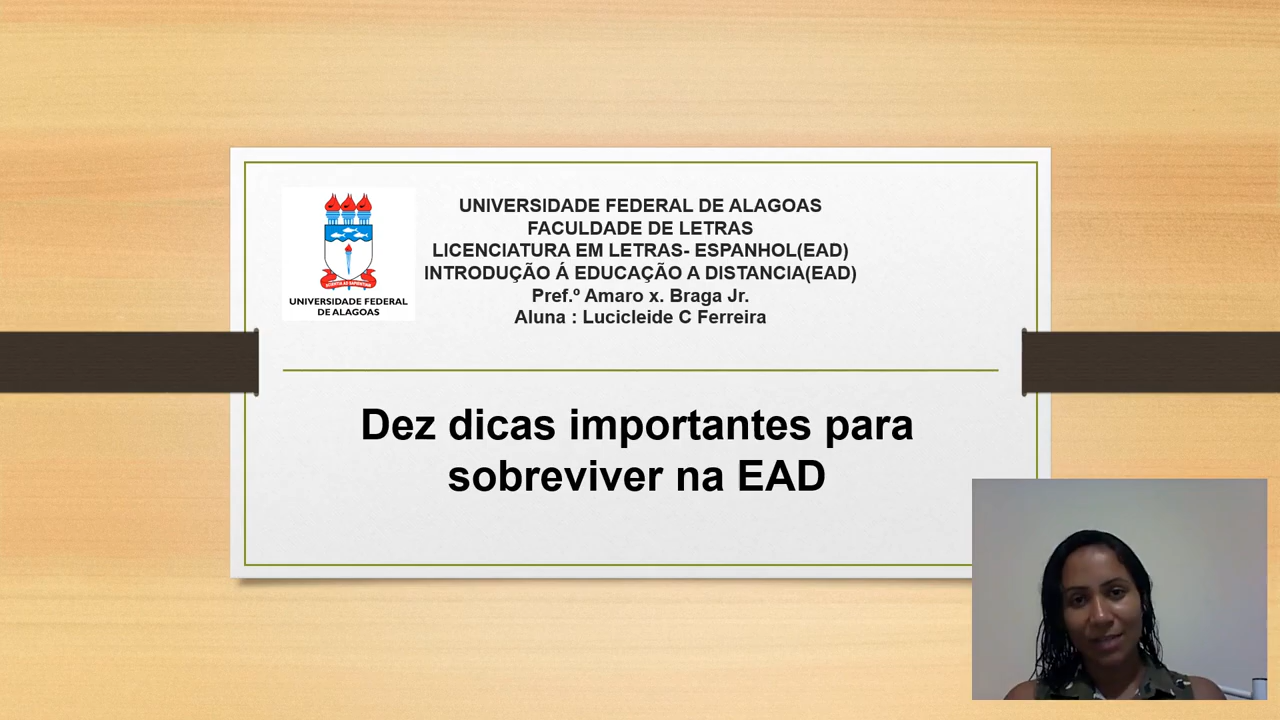 UNIVERSIDADE FEDERAL DE ALAGOAS
FACULDADE DE LETRAS
LICENCIATURA EM LETRAS- ESPANHOL(EAD)
INTRODUÇÃO Á EDUCAÇÃO A DISTANCIA(EAD)
Pref.º Amaro x. Braga Jr.
Aluna : Lucicleide C Ferreira
UNIVERSIDADE FEDERAL
DE ALAGOAS
Dez dicas importantes para
sobreviver na EAD